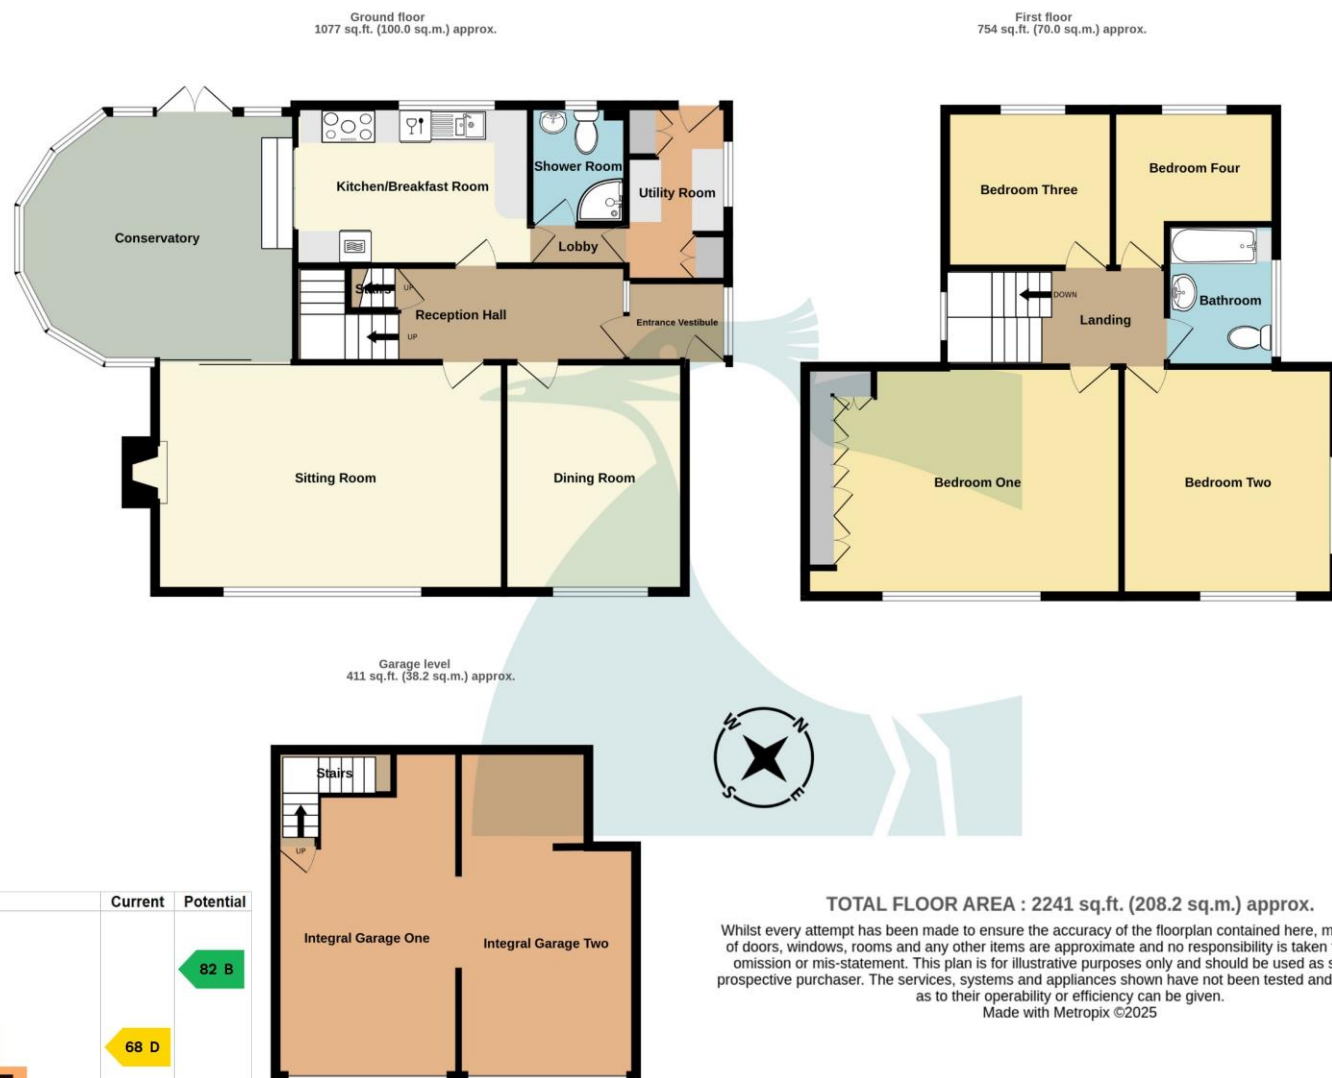 Ground floor
1077 sq.ft. (100.0 sq.m.) approx.
First floor
754 sq.ft. (70.0 sq.m.) approx.
Conservatory
Kitchen/Breakfast Room
Shower Room
Utility Room
Lobby
Stairs
UP
Reception Hall
UP
Entrance Vestibule
Sitting Room
Dining Room
Bedroom Three
Bedroom Four
Bathroom
DOWN
Landing
Bedroom One
Bedroom Two
Garage level
411 sq.ft. (38.2 sq.m.) approx.
W
N
S
E
Stairs
UP
Integral Garage One
Integral Garage Two
Current
Potential
82 B
68 D
TOTAL FLOOR AREA : 2241 sq.ft. (208.2 sq.m.) approx.
Whilst every attempt has been made to ensure the accuracy of the floorplan contained here,
of doors, windows, rooms and any other items are approximate and no responsibility is taken
omission or mis-statement. This plan is for illustrative purposes only and should be used as
prospective purchaser. The services, systems and appliances shown have not been tested and
as to their operability or efficiency can be given.
Made with Metropix ©2025